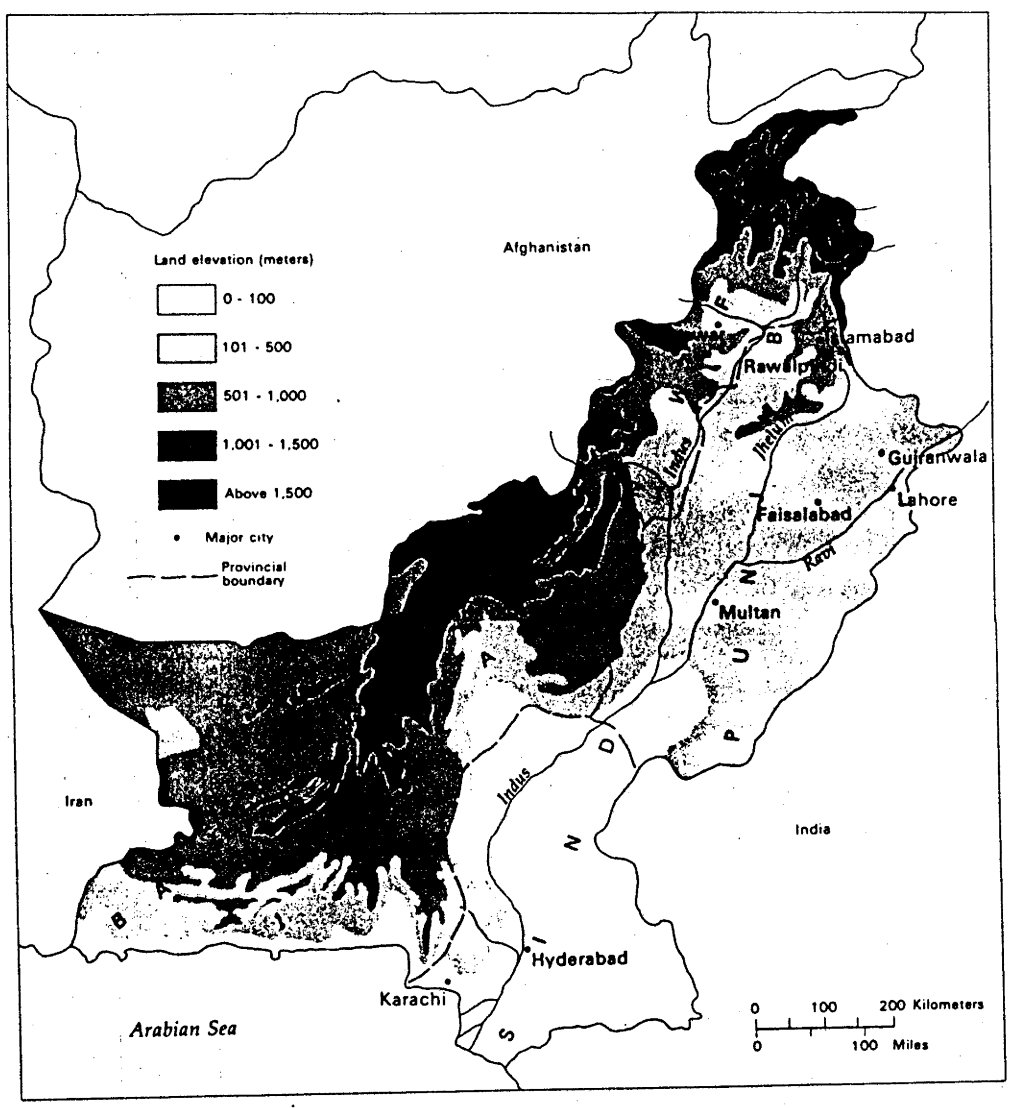 Afghanistan
Land elevation (meters)
0 - 100
101 - 500
501 - 1,000
1,001 - 1,500
Above 1,500
Major city
Provincial
boundary
F
B
Rawalpindi
W
Indus
Jhelum
Gujranwala
Lahore
Faisalabad
I
Ravi
N
Multan
U
A
P
D
Indus
Iran
India
N
B
I
Hyderabad
Karachi
Arabian Sea
S
0 100 200 Kilometers
0 100 Miles